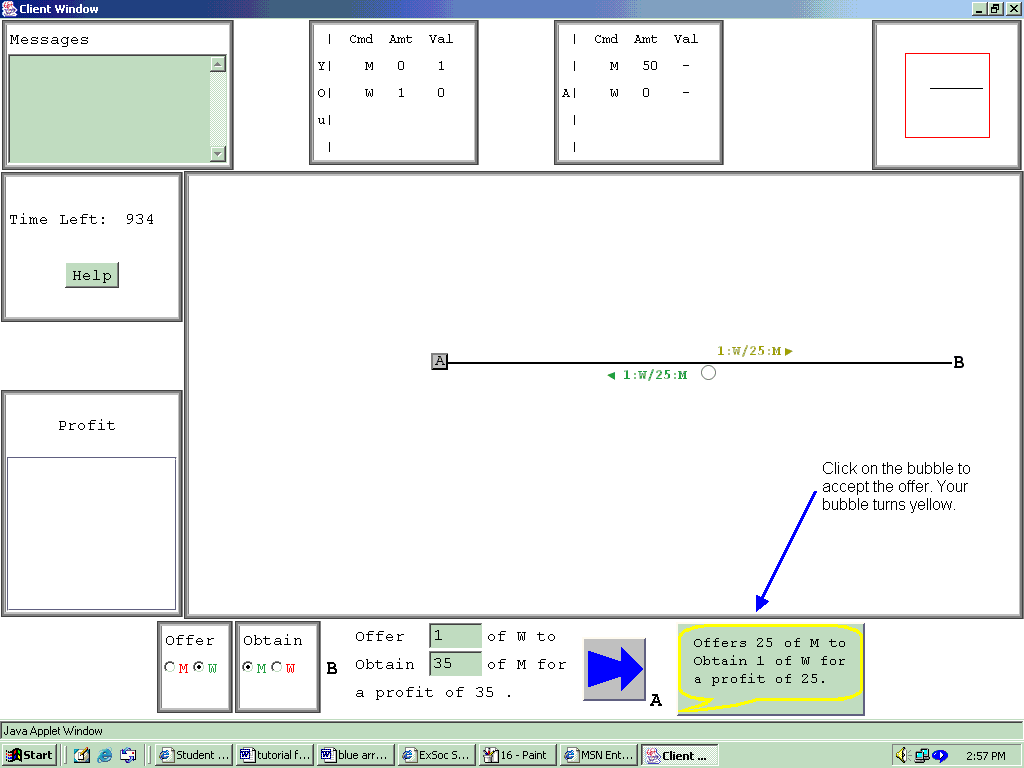 Client Window
Messages
| Cmd Amt Val
Y| M 0 1
O| W 1 0
u|
|
| Cmd Amt Val
| M 50 -
A| W 0 -
|
|
Time Left: 934
Help
Profit
1:W/25:M ►
A
B
◄ 1:W/25:M
Click on the bubble to
accept the offer. Your
bubble turns yellow.
Offer
M W
Obtain
M W
B
Offer 1 of W to
Obtain 35 of M for
a profit of 35 .
A
Offers 25 of M to
Obtain 1 of W for
a profit of 25.
Java Applet Window
Start
Student ...
tutorial f...
blue arr...
ExSoc S...
16 - Paint
MSN Ent...
Client ...
2:57 PM